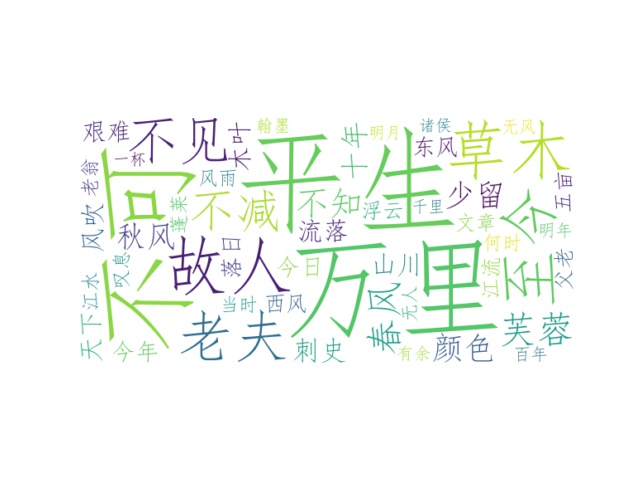 艰难
不见
木叶
翰墨
平生
十年
明月
诸侯
东风
草木
无风
老翁
一杯
不同
风雨
不减
不知
浮云
千里
少留
五亩
风吹
秋风
蓬莱
流落
文章
至今
明年
叹息
故人
落日
今日
万里
山川
江流
何时
父老
江水
天下
当时
西风
春风
无人
芙蓉
今年
老夫
刺史
有余
颜色
百年